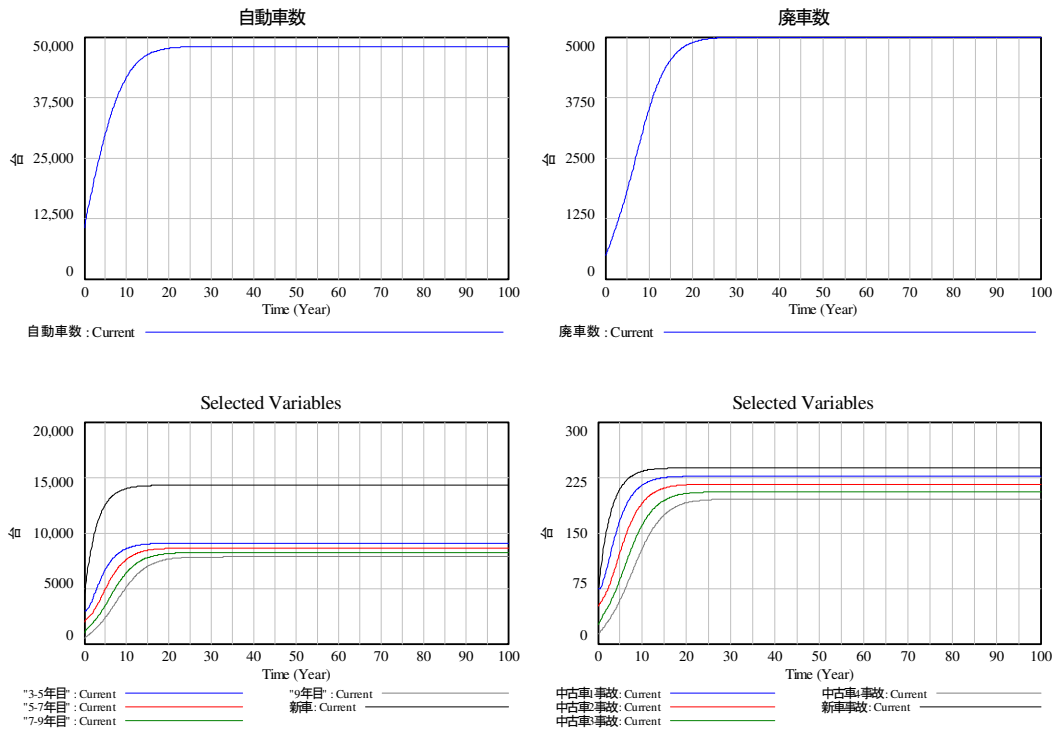 自動車数
50,000
37,500
25,000
12,500
0
台
0 10 20 30 40 50 60 70 80 90 100
Time (Year)
自動車数 : Current
廃車数
5000
3750
2500
1250
0
台
0 10 20 30 40 50 60 70 80 90 100
Time (Year)
廃車数 : Current
Selected Variables
20,000
15,000
10,000
5000
0
台
0 10 20 30 40 50 60 70 80 90 100
Time (Year)
"3-5年目" : Current
"5-7年目" : Current
"7-9年目" : Current
"9年目" : Current
新車 : Current
Selected Variables
300
225
150
75
0
台
0 10 20 30 40 50 60 70 80 90 100
Time (Year)
中古車1事故 : Current
中古車2事故 : Current
中古車3事故 : Current
中古車4事故 : Current
新車事故 : Current